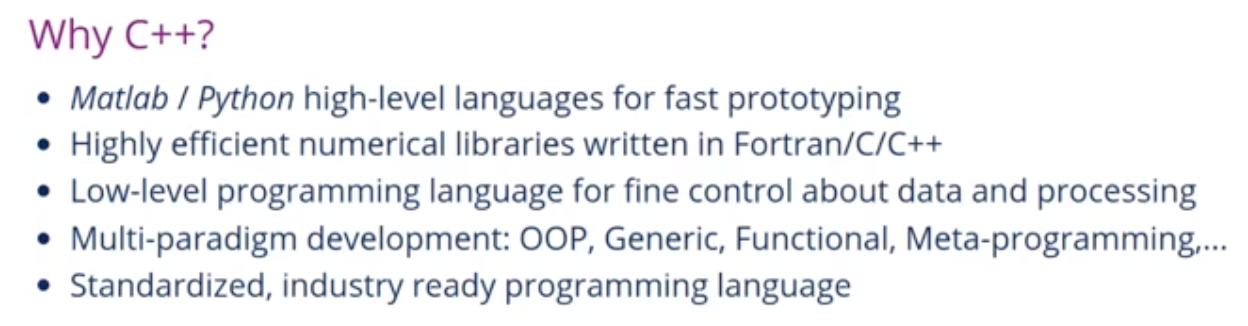 Why C++?
• Matlab / Python high-level languages for fast prototyping
• Highly efficient numerical libraries written in Fortran/C/C++
• Low-level programming language for fine control about data and processing
• Multi-paradigm development: OOP, Generic, Functional, Meta-programming,...
• Standardized, industry ready programming language